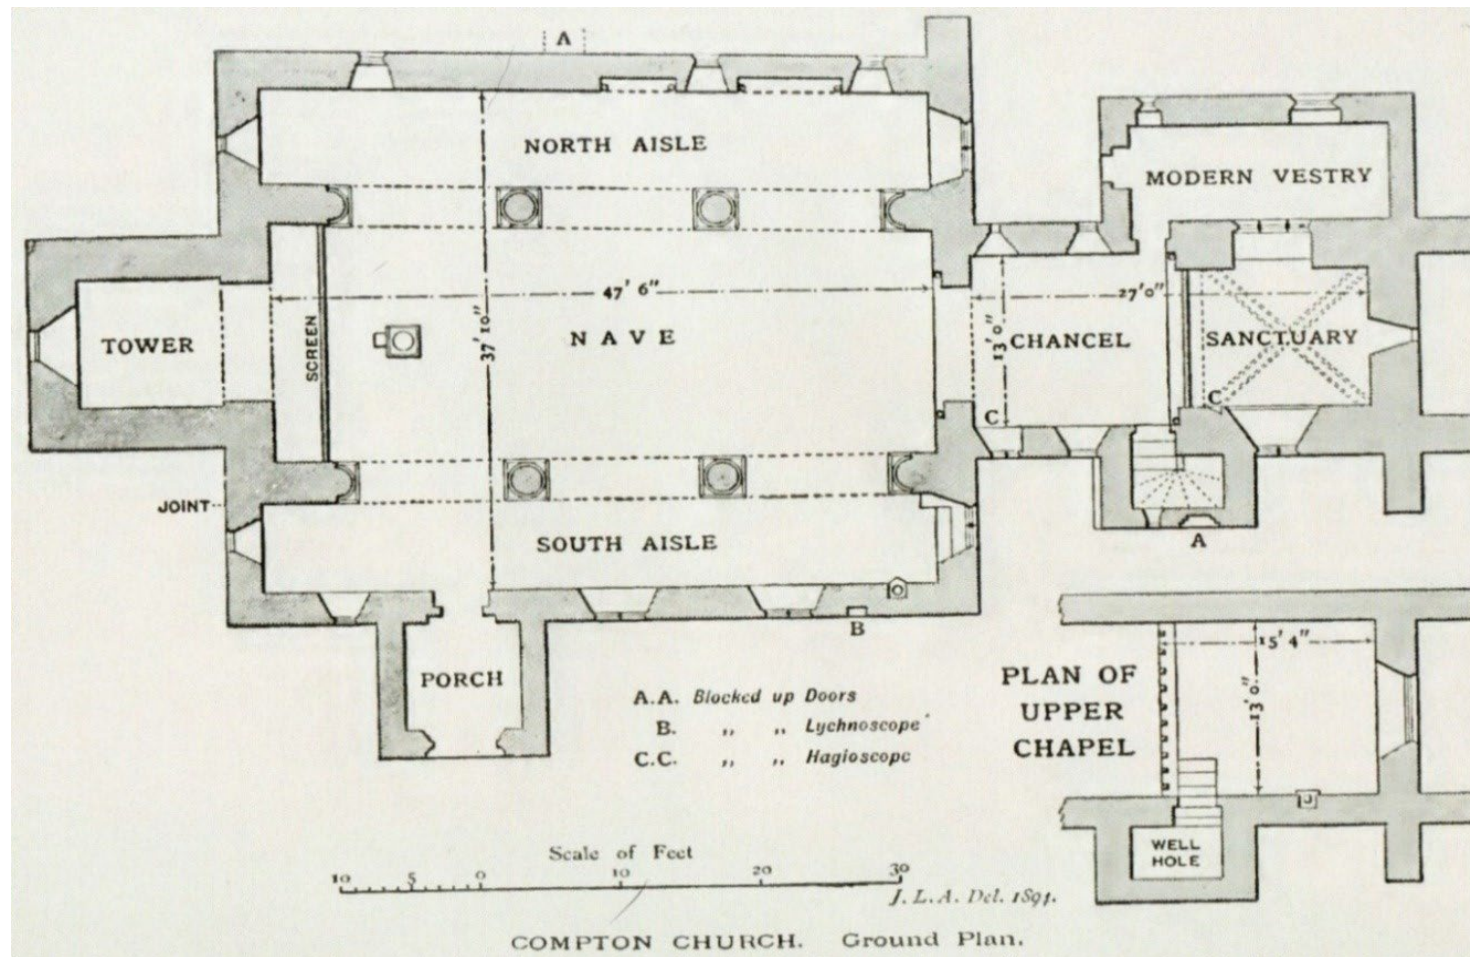 A
NORTH AISLE
MODERN VESTRY
47' 6"
27' 0"
TOWER
SCREEN
NAVE
37' 10"
13' 0"
CHANCEL
SANCTUARY
C
C
JOINT
SOUTH AISLE
A
B
PORCH
A.A. Blocked up Doors
B. „ „ Lychnoscope
C.C. „ „ Hagioscope
PLAN OF
UPPER
CHAPEL
15' 4"
13' 0"
WELL
HOLE
Scale of Feet
10 5 0 10 20 30
J. L. A. Del. 1891.
COMPTON CHURCH. Ground Plan.